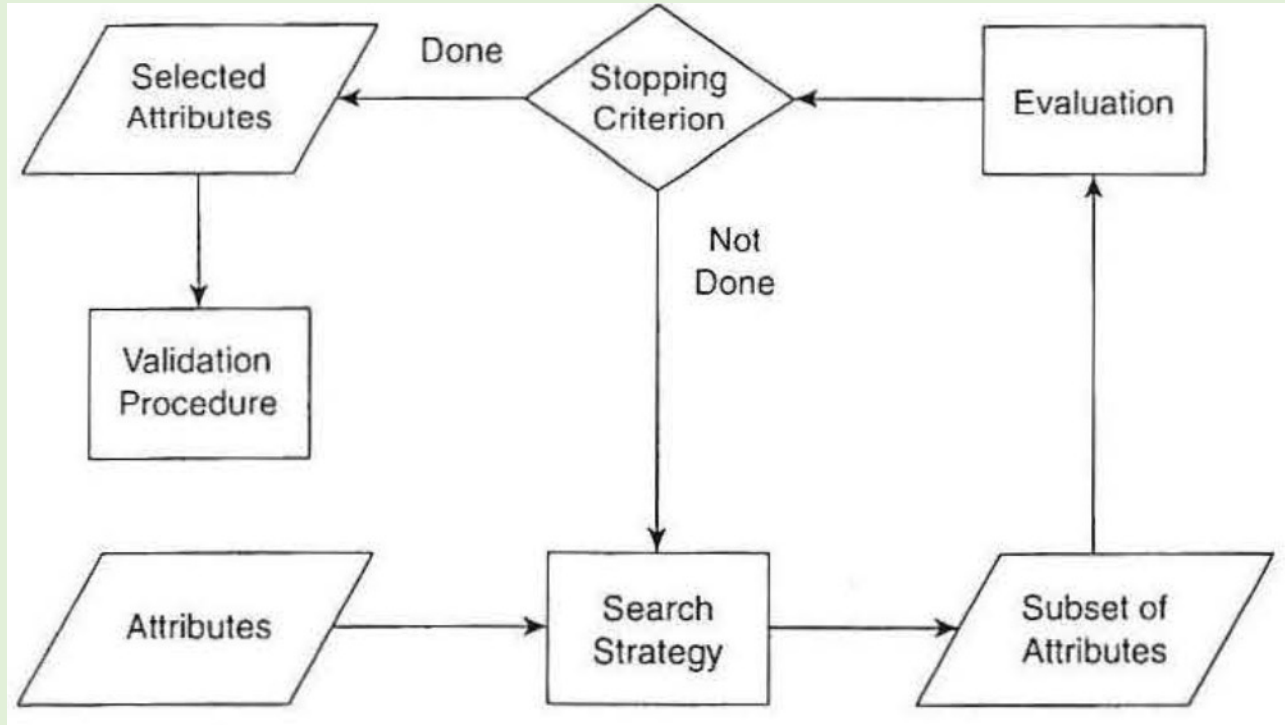 Selected
Attributes
Done
Stopping
Criterion
Evaluation
Not
Done
Validation
Procedure
Attributes
Search
Strategy
Subset of
Attributes